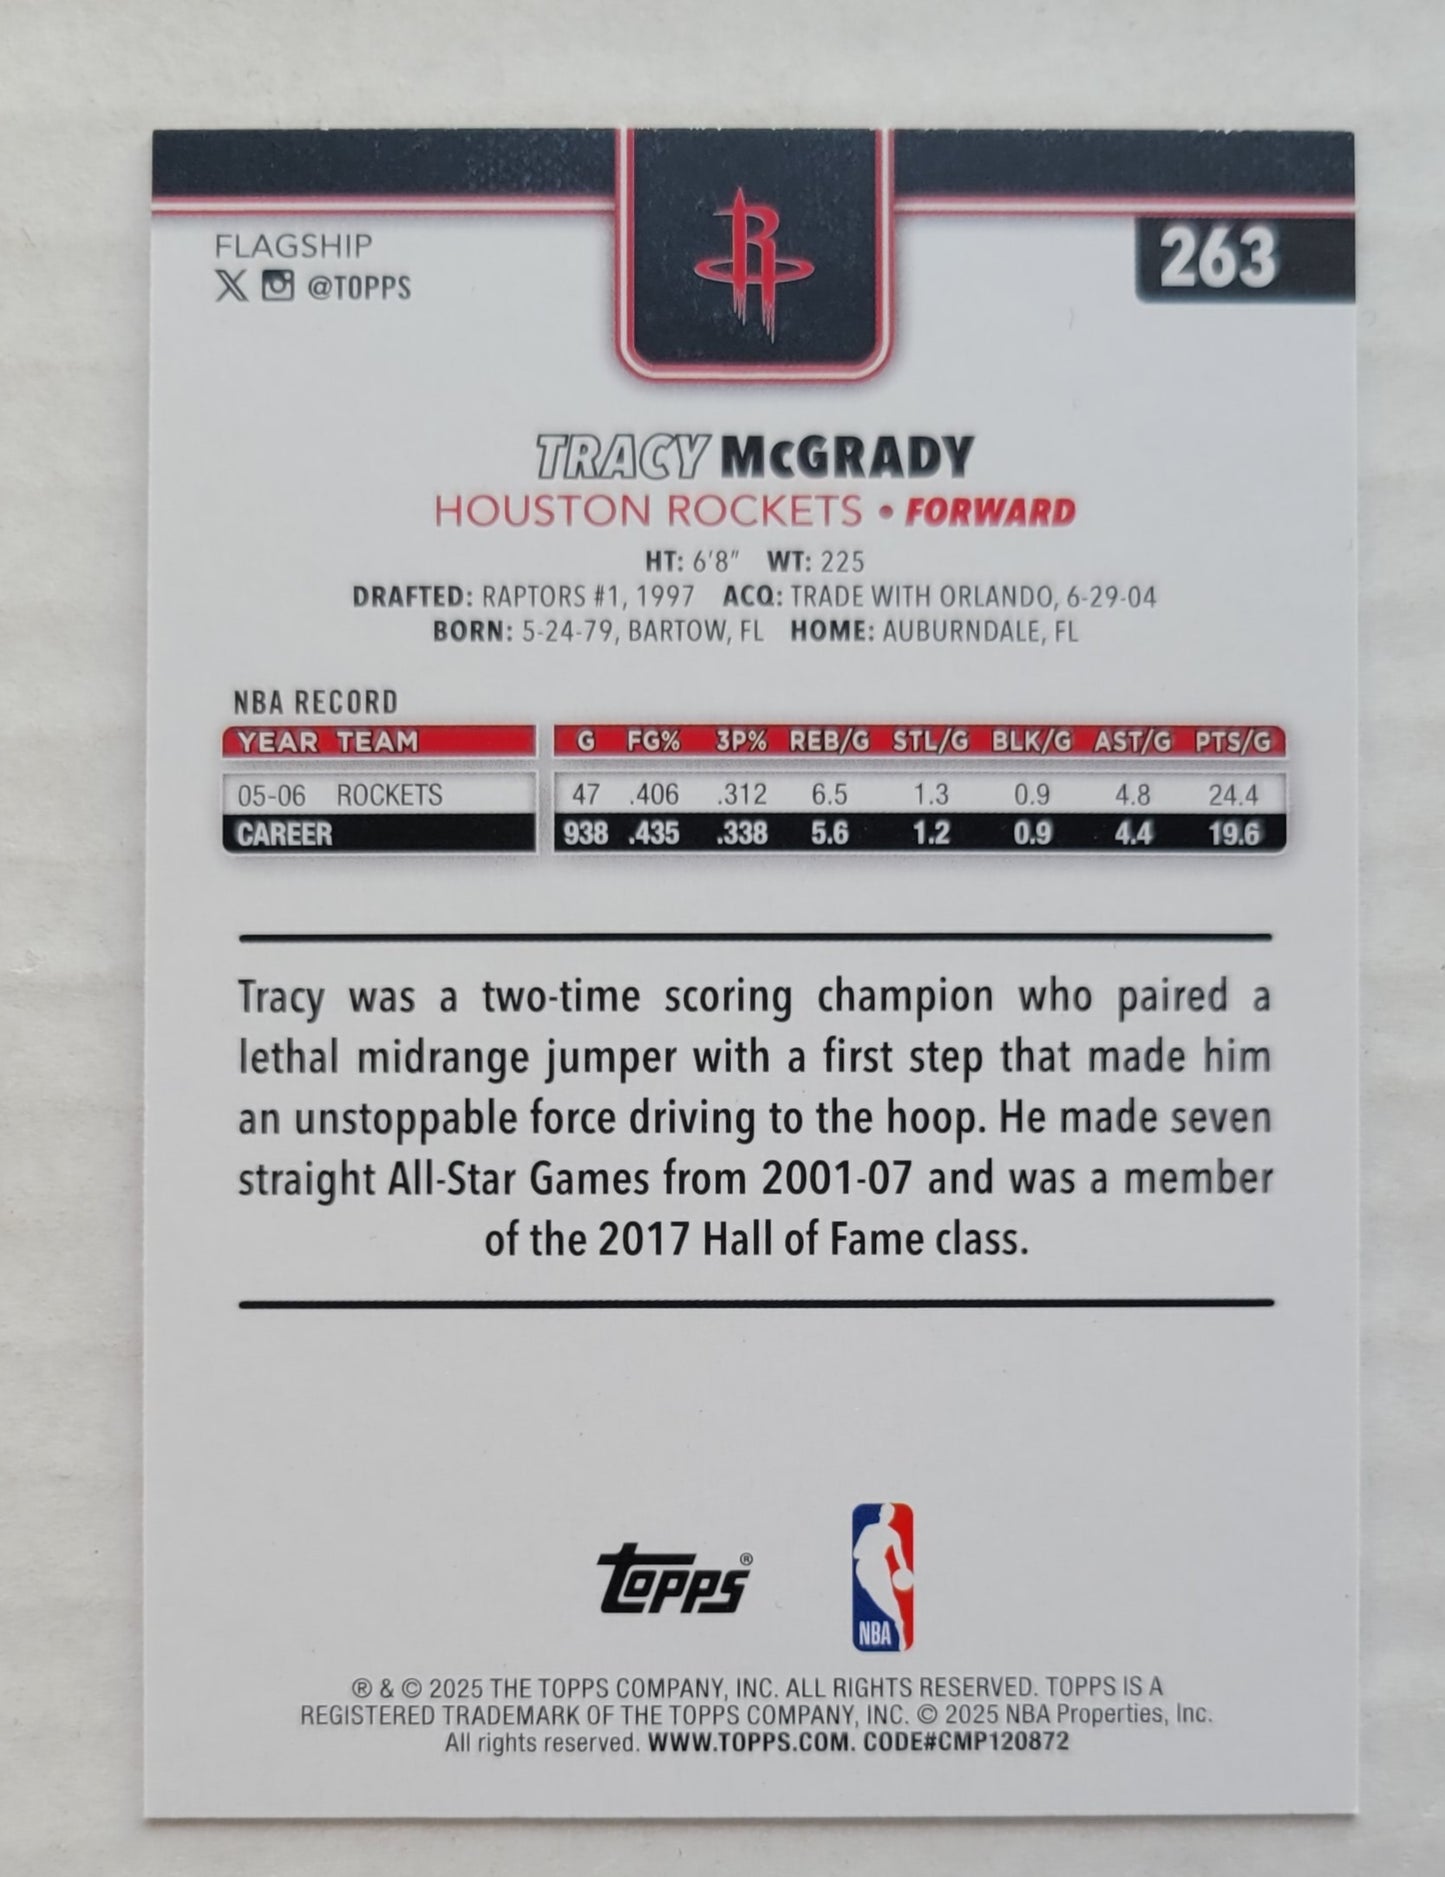 FLAGSHIP
@TOPPS
263
TRACY McGRADY
HOUSTON ROCKETS • FORWARD
HT: 6'8" WT: 225
DRAFTED: RAPTORS #1, 1997 ACQ: TRADE WITH ORLANDO, 6-29-04
BORN: 5-24-79, BARTOW, FL HOME: AUBURNDALE, FL
NBA RECORD
YEAR TEAM G FG% 3P% REB/G STL/G BLK/G AST/G PTS/G
05-06 ROCKETS 47 .406 .312 6.5 1.3 0.9 4.8 24.4
CAREER 938 .435 .338 5.6 1.2 0.9 4.4 19.6
Tracy was a two-time scoring champion who paired a
lethal midrange jumper with a first step that made him
an unstoppable force driving to the hoop. He made seven
straight All-Star Games from 2001-07 and was a member
of the 2017 Hall of Fame class.
TOPPS®
NBA
® & © 2025 THE TOPPS COMPANY, INC. ALL RIGHTS RESERVED. TOPPS IS A
REGISTERED TRADEMARK OF THE TOPPS COMPANY, INC. © 2025 NBA Properties, Inc.
All rights reserved. WWW.TOPPS.COM. CODE#CMP120872